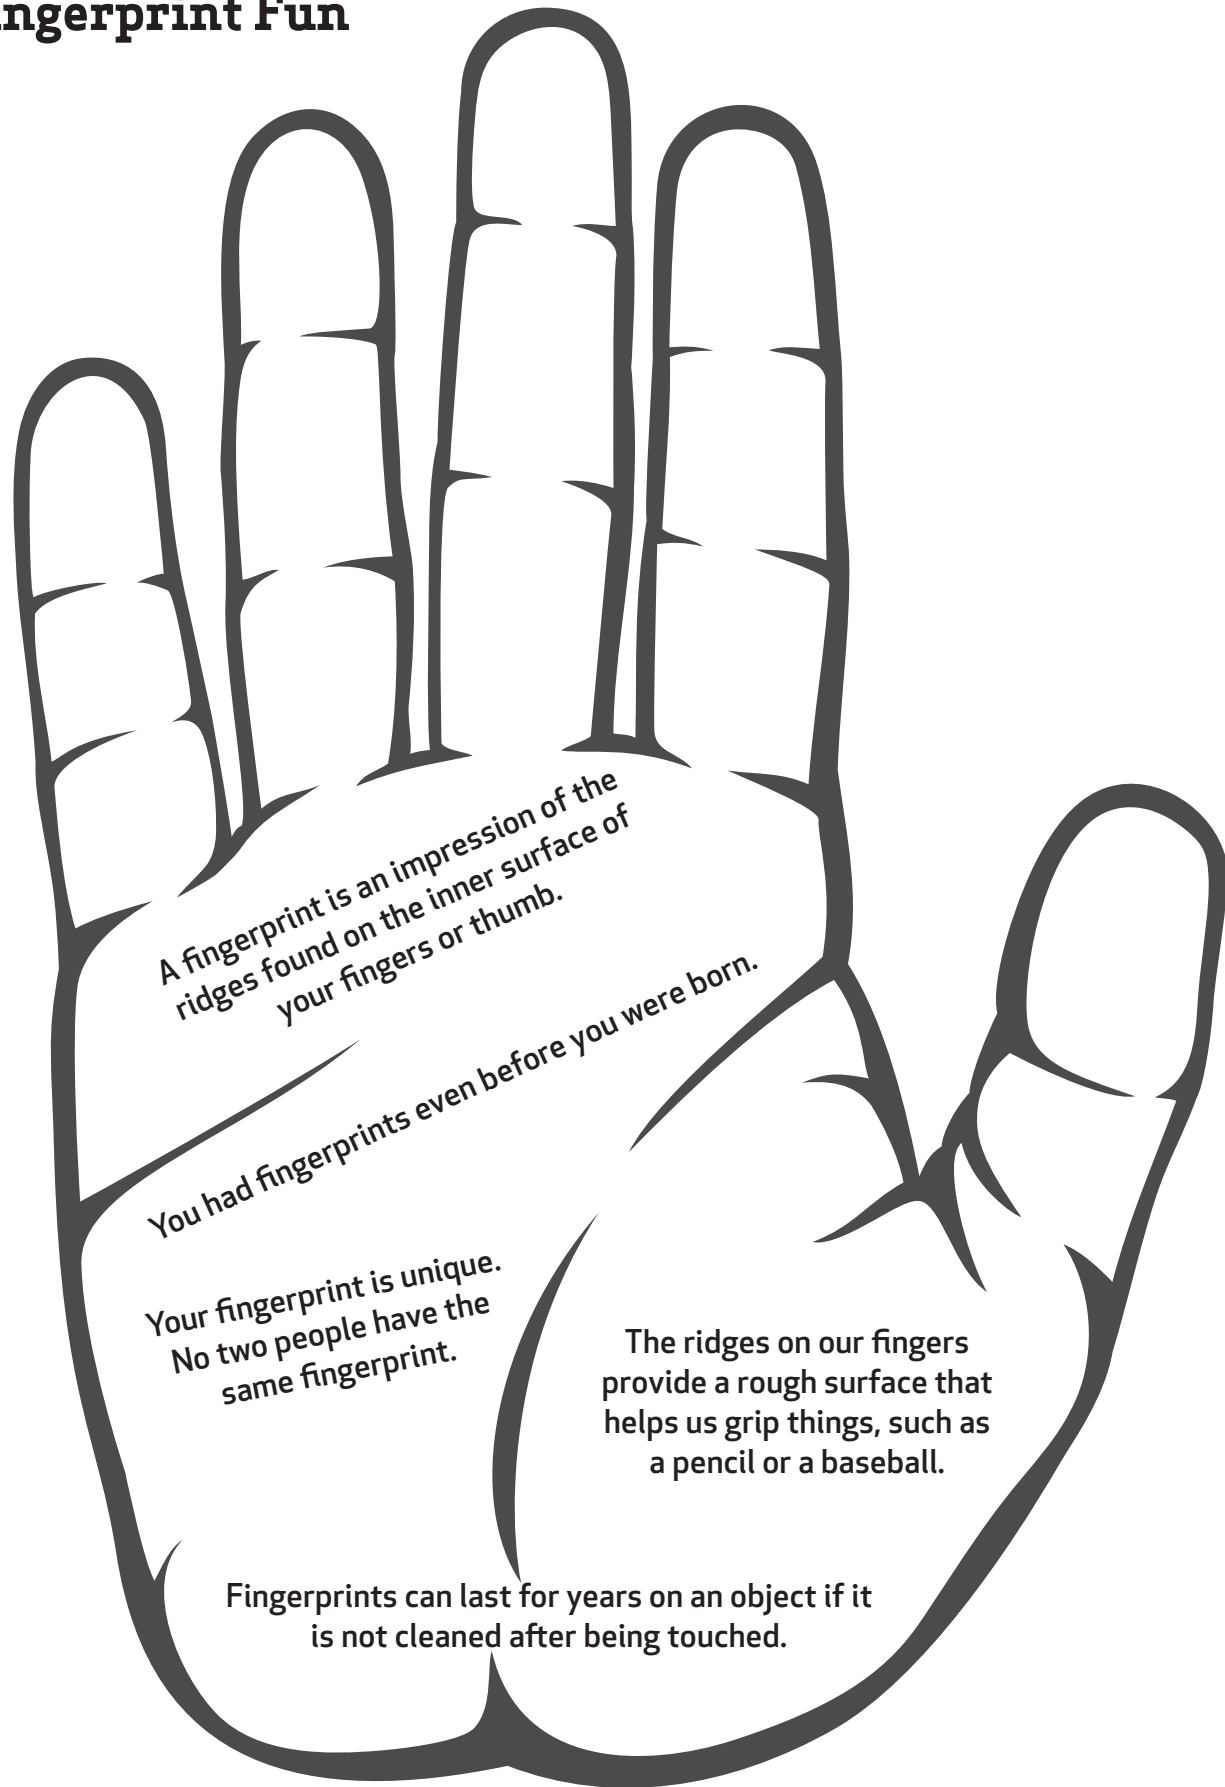 ngerprint Fun
A fingerprint is an impression of the
ridges found on the inner surface of
your fingers or thumb.
You had fingerprints even before you were born.
Your fingerprint is unique.
No two people have the
same fingerprint.
The ridges on our fingers
provide a rough surface that
helps us grip things, such as
a pencil or a baseball.
Fingerprints can last for years on an object if it
is not cleaned after being touched.